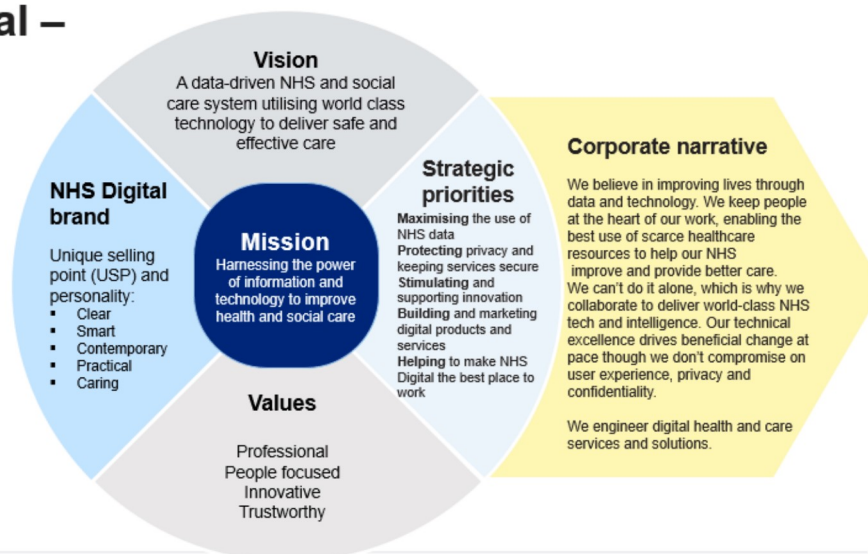 al –
Vision
A data-driven NHS and social
care system utilising world class
technology to deliver safe and
effective care
NHS Digital
brand
Unique selling
point (USP) and
personality:
▪ Clear
▪ Smart
▪ Contemporary
▪ Practical
▪ Caring
Mission
Harnessing the power
of information and
technology to improve
health and social care
Strategic
priorities
Maximising the use of
NHS data
Protecting privacy and
keeping services secure
Stimulating and
supporting innovation
Building and marketing
digital products and
services
Helping to make NHS
Digital the best place to
work
Values
Professional
People focused
Innovative
Trustworthy
Corporate narrative
We believe in improving lives through
data and technology. We keep people
at the heart of our work, enabling the
best use of scarce healthcare
resources to help our NHS
improve and provide better care.
We can’t do it alone, which is why we
collaborate to deliver world-class NHS
tech and intelligence. Our technical
excellence drives beneficial change at
pace though we don’t compromise on
user experience, privacy and
confidentiality.
We engineer digital health and care
services and solutions.